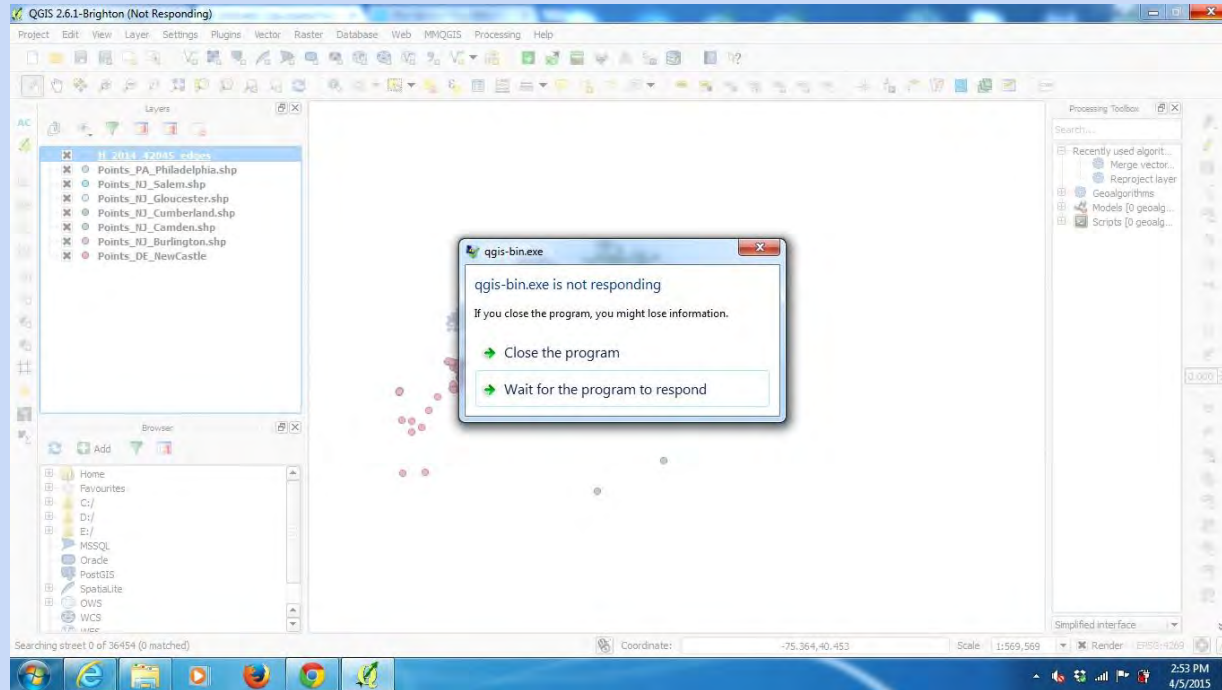 QGIS 2.6.1-Brighton (Not Responding)
Project Edit View Layer Settings Plugins Vector Raster Database Web MMQGIS Processing Help
Layers
tl_2014_42045_edges
Points_PA_Philadelphia.shp
Points_NJ_Salem.shp
Points_NJ_Gloucester.shp
Points_NJ_Cumberland.shp
Points_NJ_Camden.shp
Points_NJ_Burlington.shp
Points_DE_NewCastle
Browser
Add
Home
Favourites
C:/
D:/
E:/
MSSQL
Oracle
PostGIS
SpatiaLite
OWS
WCS
WFS
qgis-bin.exe
qgis-bin.exe is not responding
If you close the program, you might lose information.
Close the program
Wait for the program to respond
Processing Toolbox
Search...
Recently used algorit...
Merge vector...
Reproject layer
Geoalgorithms
Models [0 geoalg...
Scripts [0 geoalg...
Simplified interface
Searching street 0 of 36454 (0 matched)
Coordinate: -75.364,40.453
Scale 1:569,569
Render EPSG:4269
2:53 PM
4/5/2015